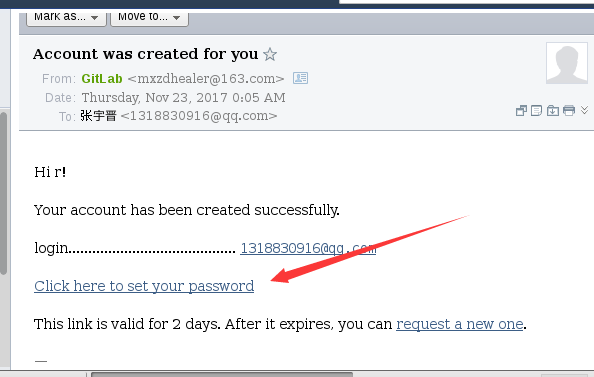 Mark as...   Move to...
Account was created for you
From: GitLab <mxzdhealer@163.com>
Date: Thursday, Nov 23, 2017 0:05 AM
To: 张宇晋 <1318830916@qq.com>
Hi r!
Your account has been created successfully.
login.......................................... 1318830916@qq.com
Click here to set your password
This link is valid for 2 days. After it expires, you can request a new one.
—